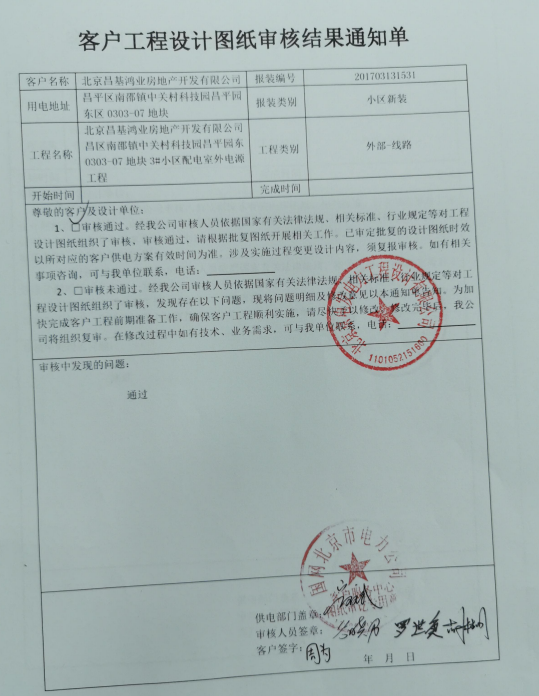 客户工程设计图纸审核结果通知单
客户名称 北京昌基鸿业房地产开发有限公司 报装编号 201703131531
用电地址 昌平区南邵镇中关村科技园昌平园东区 0303-07 地块 报装类别 小区新装
工程名称 北京昌基鸿业房地产开发有限公司昌区南邵镇中关村科技园昌平园东 0303-07 地块 3#小区配电室外电源工程 工程类别 外部-线路
开始时间 完成时间
尊敬的客户及设计单位:
1、□审核通过。经我公司审核人员依据国家有关法律法规、相关标准、行业规定等对工程
设计图纸组织了审核,审核通过,请根据批复图纸开展相关工作。已审定批复的设计图纸时效
以所对应的客户供电方案有效时间为准。涉及实施过程变更设计内容,须复报审核。如有相关
事项咨询,可与我单位联系,电话:
2、□审核未通过。经我公司审核人员依据国家有关法律法规、相关标准、行业规定等对工
程设计图纸组织了审核,发现存在以下问题,现将问题明细及修改意见以本通知单告知。为加
快完成客户工程前期准备工作,确保客户工程顺利实施,请尽快予以修改。修改完毕后,我公
司将组织复审。在修改过程中如有技术、业务需求,可与我单位联系,电话:
1101052151600
审核中发现的问题:
通过
国网北京市电力公司
供电部门盖章:
审核人员签章:
客户签字:
年 月 日